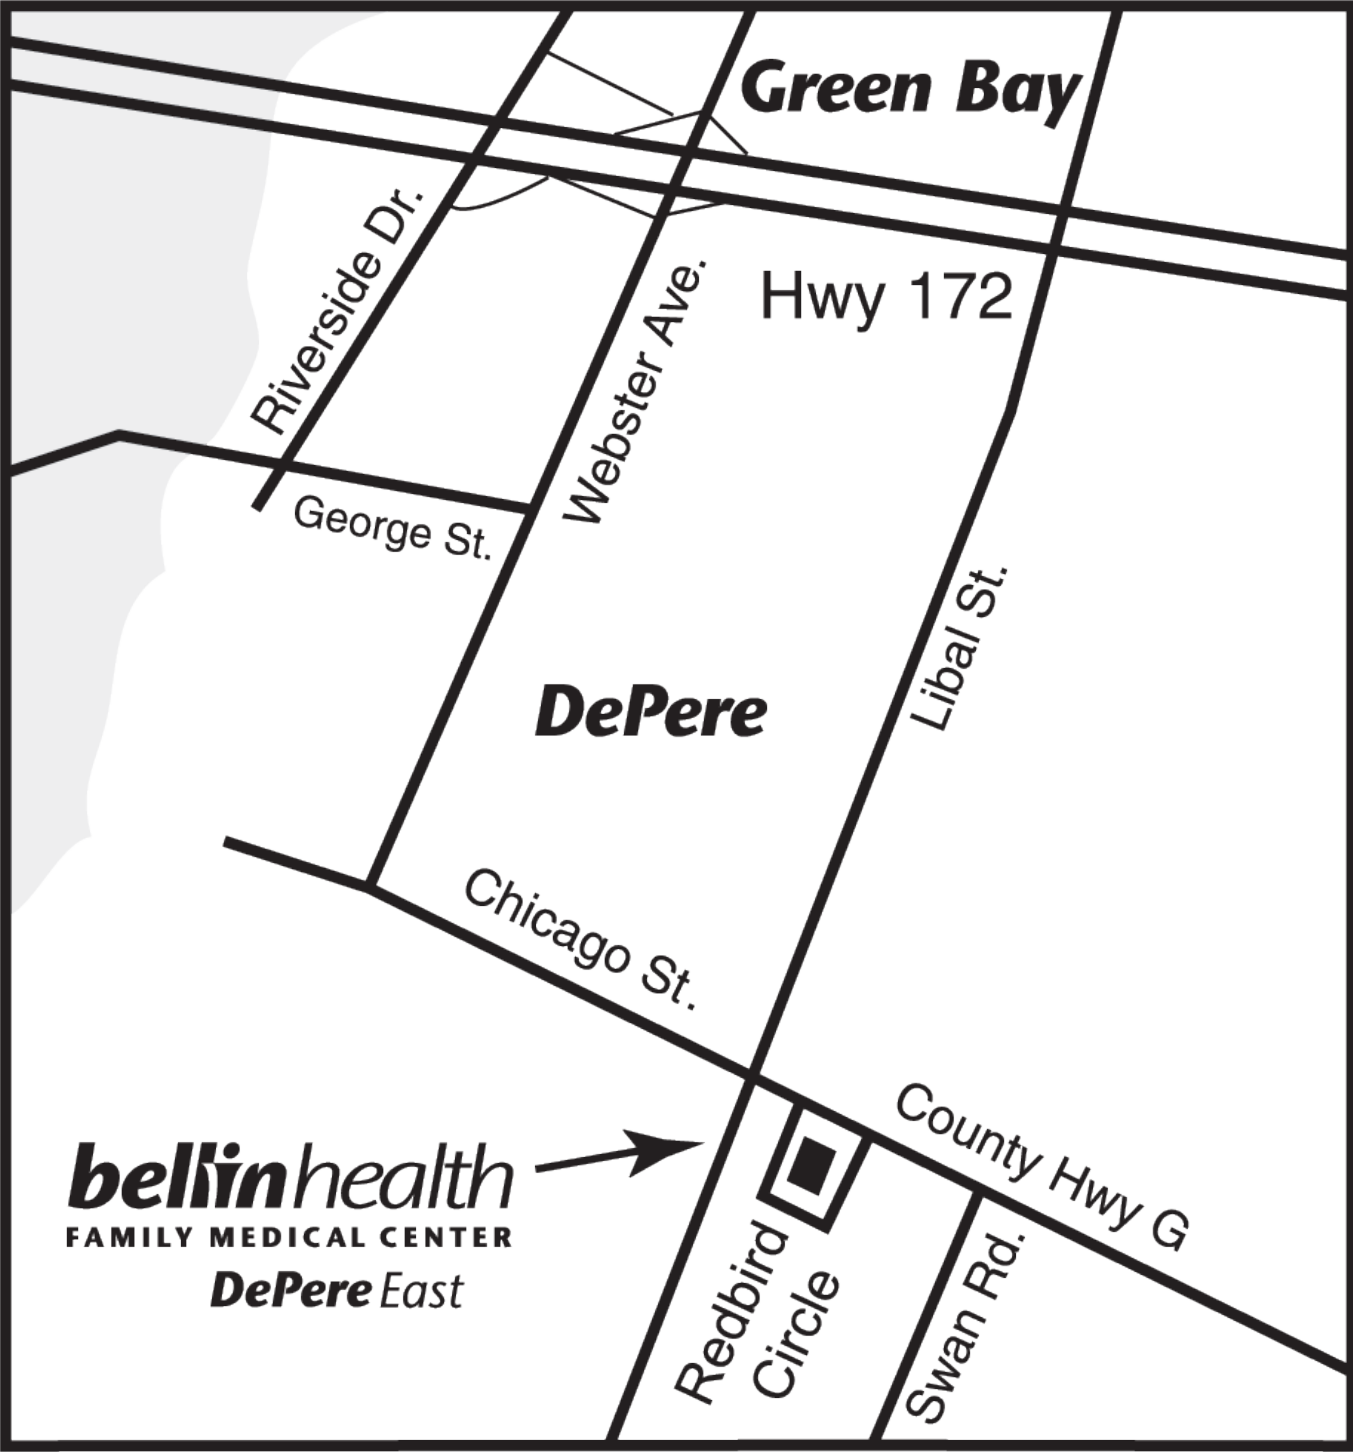 Green Bay
Riverside Dr.
Hwy 172
Webster Ave.
George St.
Libal St.
DePere
Chicago St.
County Hwy G
bellinhealth
FAMILY MEDICAL CENTER
DePere East
Redbird
Circle
Swan Rd.